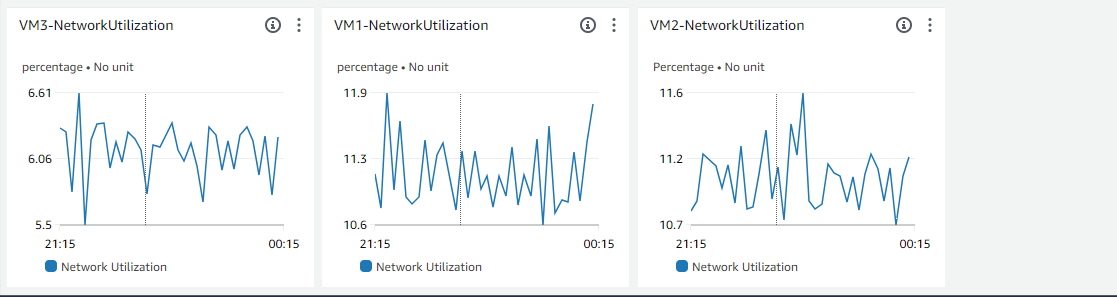 VM3-NetworkUtilization
percentage • No unit
6.61
6.06
5.5
21:15 00:15
Network Utilization
VM1-NetworkUtilization
percentage • No unit
11.9
11.3
10.6
21:15 00:15
Network Utilization
VM2-NetworkUtilization
Percentage • No unit
11.6
11.2
10.7
21:15 00:15
Network Utilization